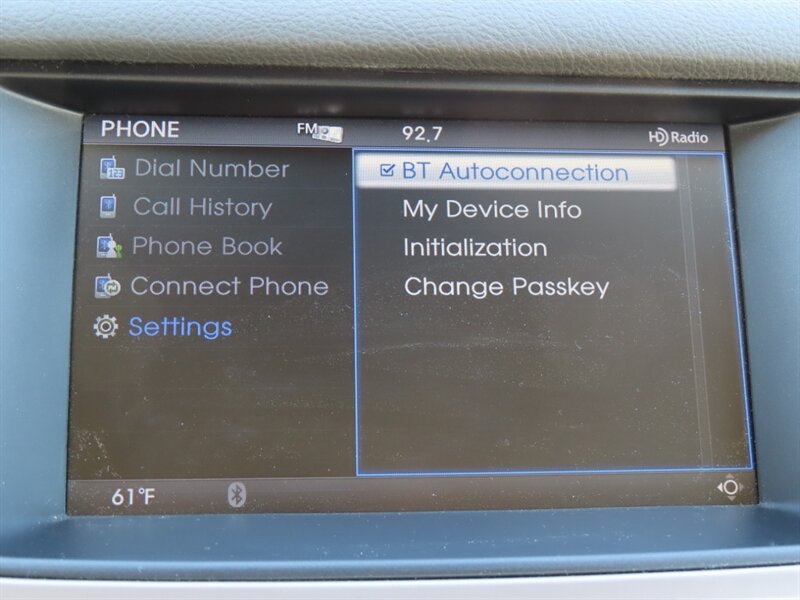 PHONE FM 92.7 HD Radio
Dial Number
Call History
Phone Book
Connect Phone
Settings
BT Autoconnection
My Device Info
Initialization
Change Passkey
61°F